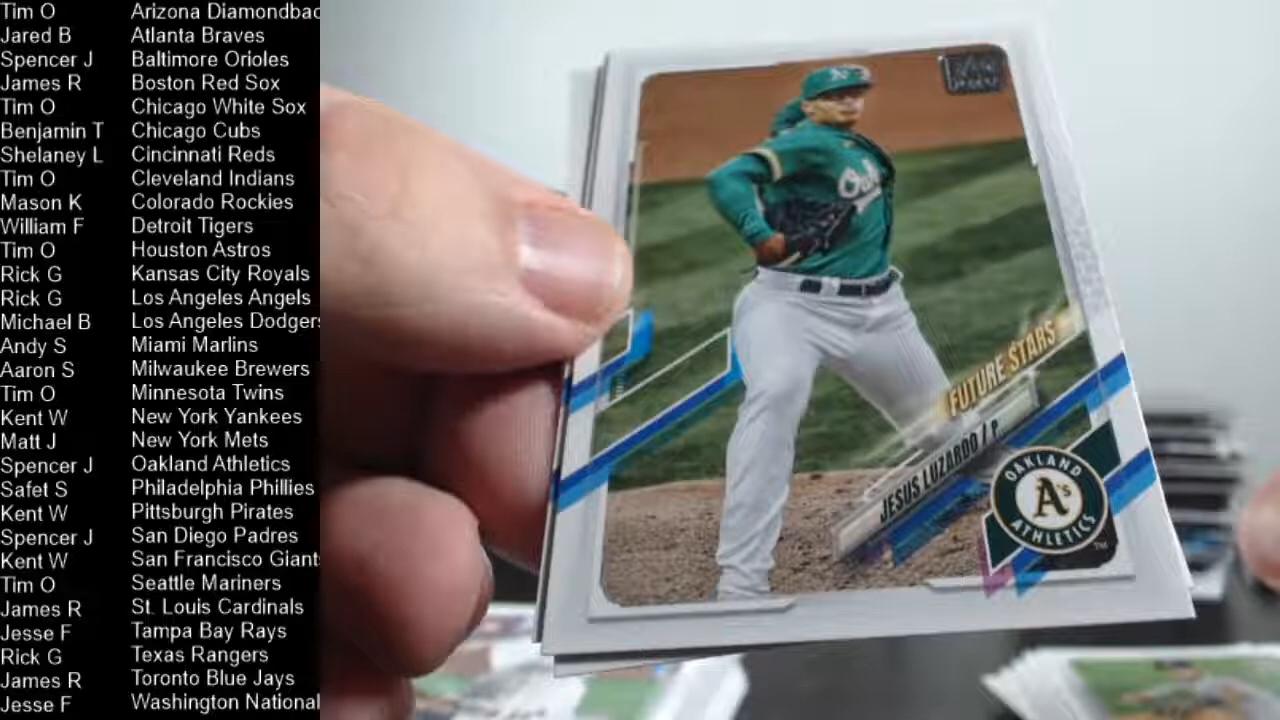 Tim O Arizona Diamondbac
Jared B Atlanta Braves
Spencer J Baltimore Orioles
James R Boston Red Sox
Tim O Chicago White Sox
Benjamin T Chicago Cubs
Shelaney L Cincinnati Reds
Tim O Cleveland Indians
Mason K Colorado Rockies
William F Detroit Tigers
Tim O Houston Astros
Rick G Kansas City Royals
Rick G Los Angeles Angels
Michael B Los Angeles Dodgers
Andy S Miami Marlins
Aaron S Milwaukee Brewers
Tim O Minnesota Twins
Kent W New York Yankees
Matt J New York Mets
Spencer J Oakland Athletics
Safet S Philadelphia Phillies
Kent W Pittsburgh Pirates
Spencer J San Diego Padres
Kent W San Francisco Giants
Tim O Seattle Mariners
James R St. Louis Cardinals
Jesse F Tampa Bay Rays
Rick G Texas Rangers
James R Toronto Blue Jays
Jesse F Washington National
FUTURE STARS
JESUS LUZARDO / P
OAKLAND
A's
ATHLETICS
TM